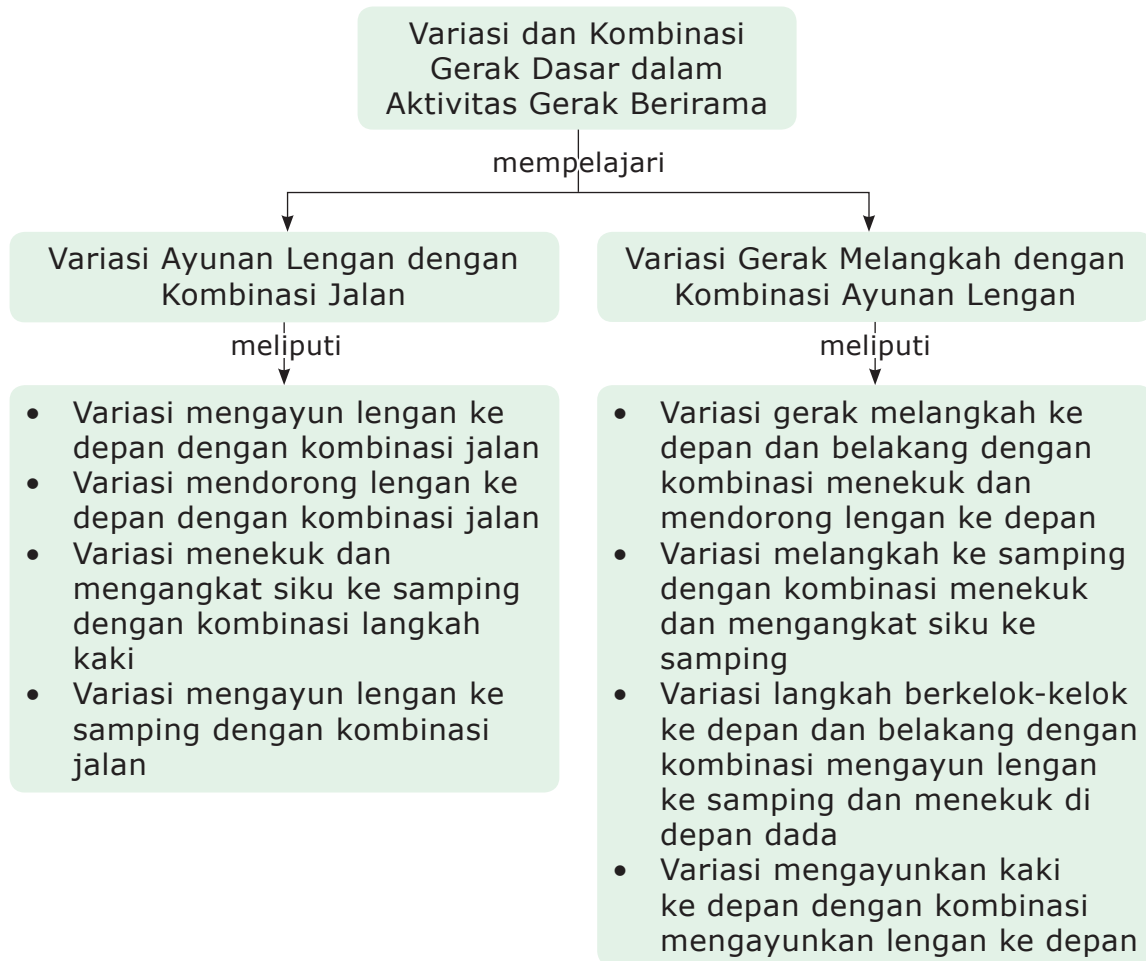 Variasi dan Kombinasi
Gerak Dasar dalam
Aktivitas Gerak Berirama
mempelajari
Variasi Ayunan Lengan dengan
Kombinasi Jalan
meliputi
• Variasi mengayun lengan ke
depan dengan kombinasi jalan
• Variasi mendorong lengan ke
depan dengan kombinasi jalan
• Variasi menekuk dan
mengangkat siku ke samping
dengan kombinasi langkah
kaki
• Variasi mengayun lengan ke
samping dengan kombinasi
jalan
Variasi Gerak Melangkah dengan
Kombinasi Ayunan Lengan
meliputi
• Variasi gerak melangkah ke
depan dan belakang dengan
kombinasi menekuk dan
mendorong lengan ke depan
• Variasi melangkah ke samping
dengan kombinasi menekuk
dan mengangkat siku ke
samping
• Variasi langkah berkelok-kelok
ke depan dan belakang dengan
kombinasi mengayun lengan
ke samping dan menekuk di
depan dada
• Variasi mengayunkan kaki
ke depan dengan kombinasi
mengayunkan lengan ke depan